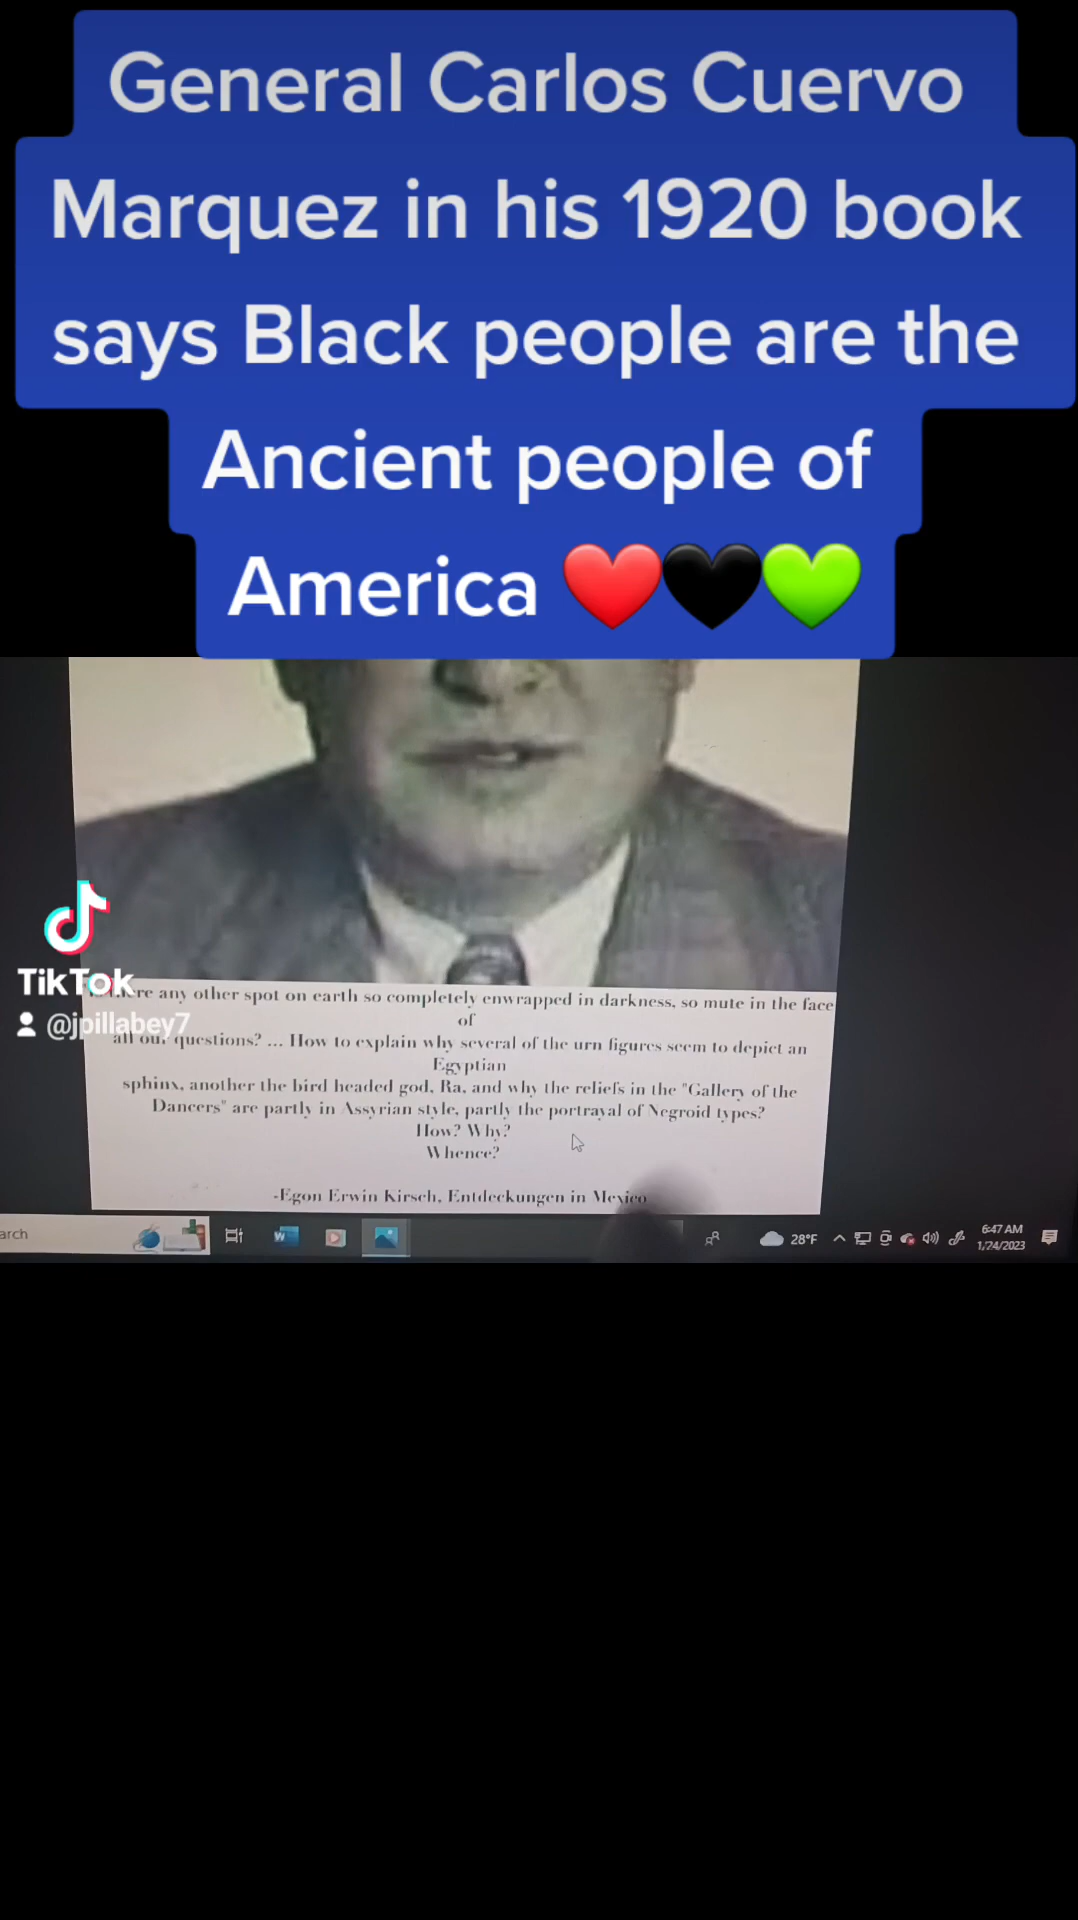 General Carlos Cuervo
Marquez in his 1920 book
says Black people are the
Ancient people of
America ❤️🖤💚
TikTok
@jpillabey7
any other spot on earth so completely enwrapped in darkness, so mute in the face
of
all our questions? ... How to explain why several of the urn figures seem to depict an
Egyptian
sphinx, another the bird headed god, Ra, and why the reliefs in the "Gallery of the
Dancers" are partly in Assyrian style, partly the portrayal of Negroid types?
How? Why?
Whence?
-Egon Erwin Kirsch, Entdeckungen in Mexico
arch
28°F
6:47 AM
1/24/2023